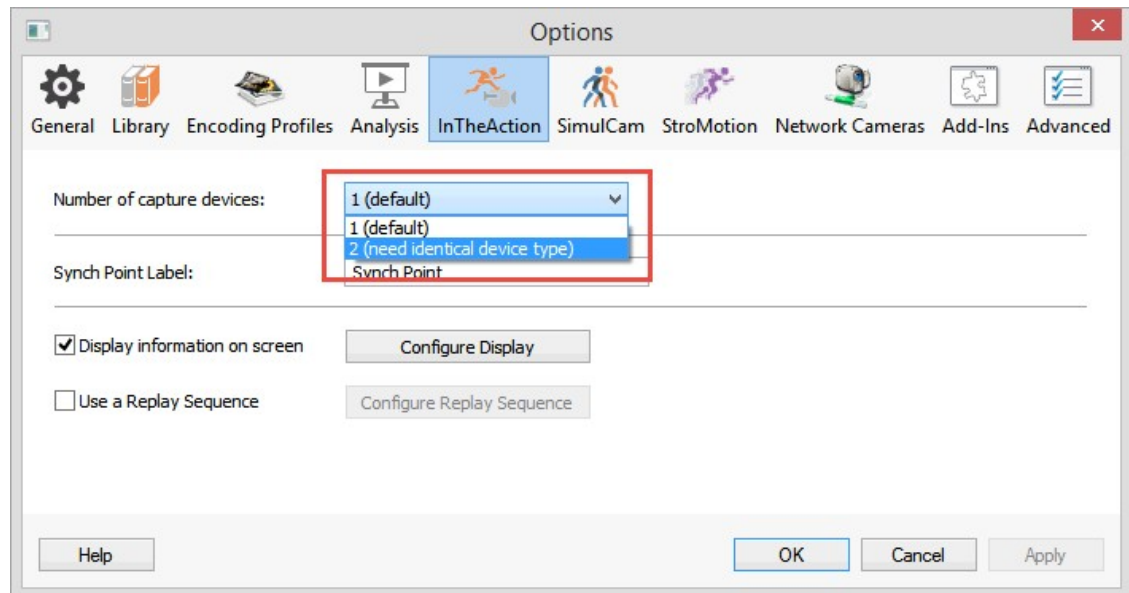 Options
General Library Encoding Profiles Analysis InTheAction SimulCam StroMotion Network Cameras Add-Ins Advanced
Number of capture devices: 1 (default)
1 (default)
2 (need identical device type)
Synch Point Label: Synch Point
Display information on screen Configure Display
Use a Replay Sequence Configure Replay Sequence
Help OK Cancel Apply